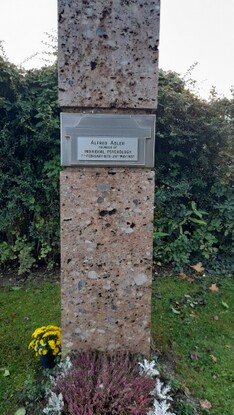 ALFRED ADLER
FOUNDER OF
INDIVIDUAL PSYCHOLOGY